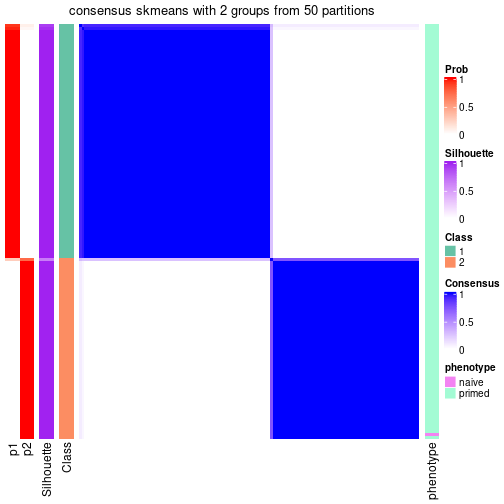 consensus skmeans with 2 groups from 50 partitions
Prob
1
0.5
0
Silhouette
1
0.5
0
Class
1
2
Consensus
1
0.5
0
phenotype
naive
primed
p1
p2
Silhouette
Class
phenotype